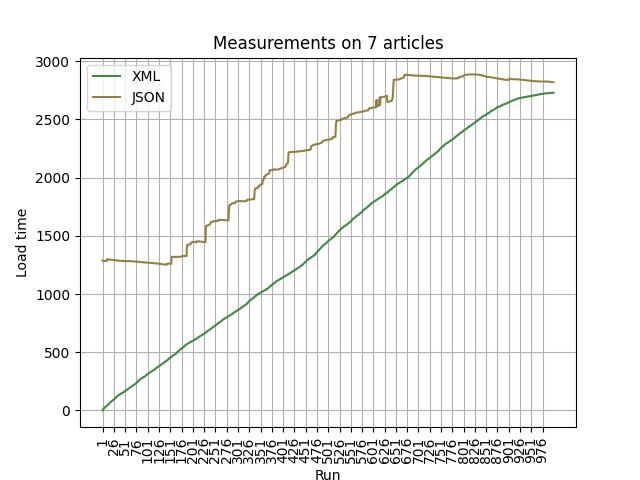 Measurements on 7 articles
XML
JSON
Load time
3000
2500
2000
1500
1000
500
0
1 26 51 76 101 126 151 176 201 226 251 276 301 326 351 376 401 426 451 476 501 526 551 576 601 626 651 676 701 726 751 776 801 826 851 876 901 926 951 976
Run